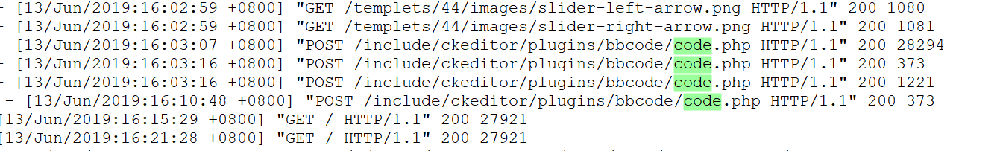 - [13/Jun/2019:16:02:59 +0800] "GET /templets/44/images/slider-left-arrow.png HTTP/1.1" 200 1080
- [13/Jun/2019:16:02:59 +0800] "GET /templets/44/images/slider-right-arrow.png HTTP/1.1" 200 1081
- [13/Jun/2019:16:03:07 +0800] "POST /include/ckeditor/plugins/bbcode/code.php HTTP/1.1" 200 28294
- [13/Jun/2019:16:03:16 +0800] "POST /include/ckeditor/plugins/bbcode/code.php HTTP/1.1" 200 373
- [13/Jun/2019:16:03:16 +0800] "POST /include/ckeditor/plugins/bbcode/code.php HTTP/1.1" 200 1221
- [13/Jun/2019:16:10:48 +0800] "POST /include/ckeditor/plugins/bbcode/code.php HTTP/1.1" 200 373
[13/Jun/2019:16:15:29 +0800] "GET / HTTP/1.1" 200 27921
[13/Jun/2019:16:21:28 +0800] "GET / HTTP/1.1" 200 27921